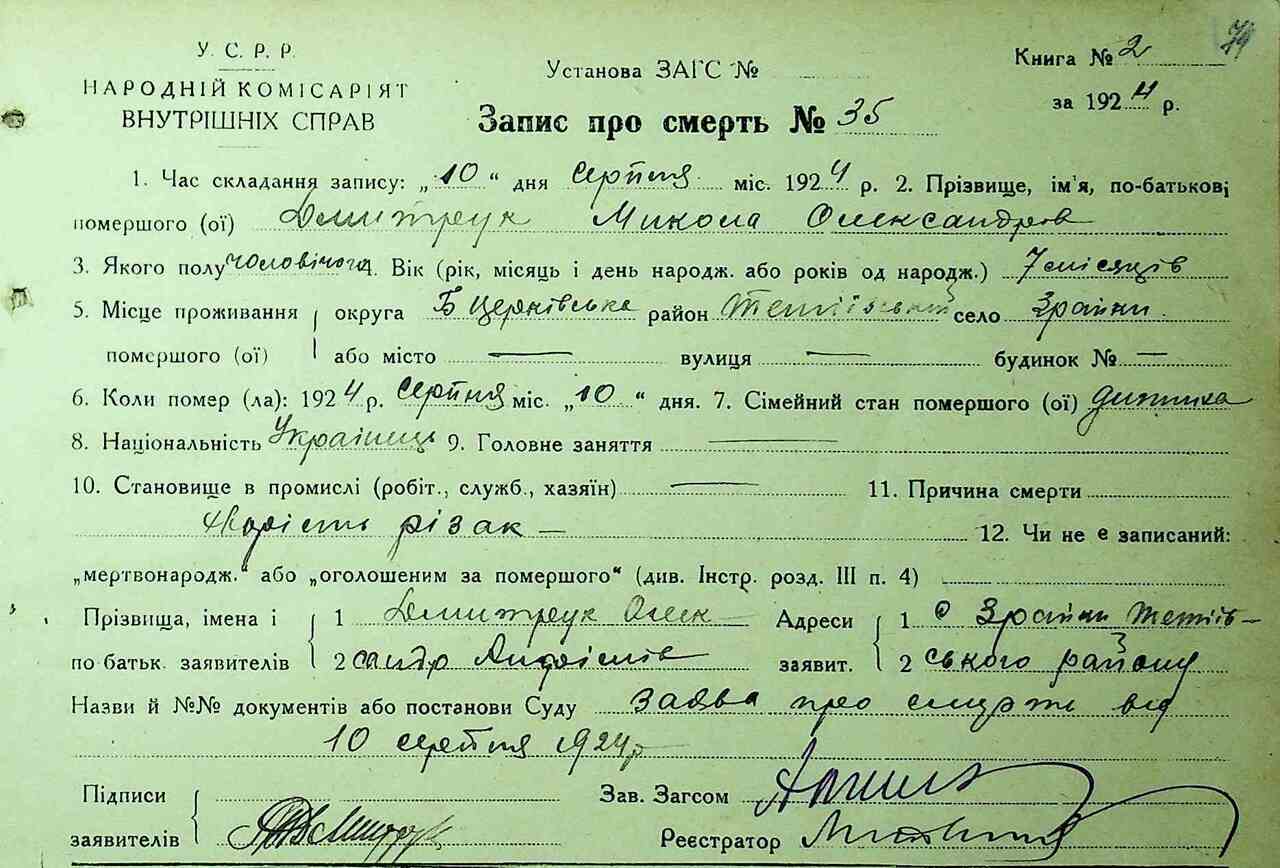 79
У. С. Р. Р.
НАРОДНІЙ КОМІСАРІЯТ
ВНУТРІШНІХ СПРАВ
Установа ЗАГС №
Книга № 2
за 1924 р.
Запис про смерть № 35
1. Час складання запису: „10“ дня серпня міс. 1924 р. 2. Прізвище, ім'я, по-батькові
помершого (ої) Дмитреук Микола Олександров
3. Якого полу чоловічого 4. Вік (рік, місяць і день народж. або років од народж.) 7 місяців
5. Місце проживання округа Б Церківська район Тетіївський село Зрайки
помершого (ої) або місто — вулиця — будинок № —
6. Коли помер (ла): 1924 р. серпня міс. „10“ дня. 7. Сімейний стан помершого (ої) дитина
8. Національність Українець 9. Головне заняття —
10. Становище в промислі (робіт., служб., хазяїн) — 11. Причина смерти
хворість різак — 12. Чи не є записаний:
„мертвонародж.“ або „оголошеним за помершого“ (див. Інстр. розд. III п. 4)
Прізвища, імена і 1 Дмитреук Олек- Адреси 1 с Зрайки Тетіїв-
по батьк. заявителів 2 сандр заявит. 2 ського району
Назви й №№ документів або постанови Суду заява про смерть від
10 серпня 1924 р
Підписи Зав. Загсом
заявителів Реєстратор